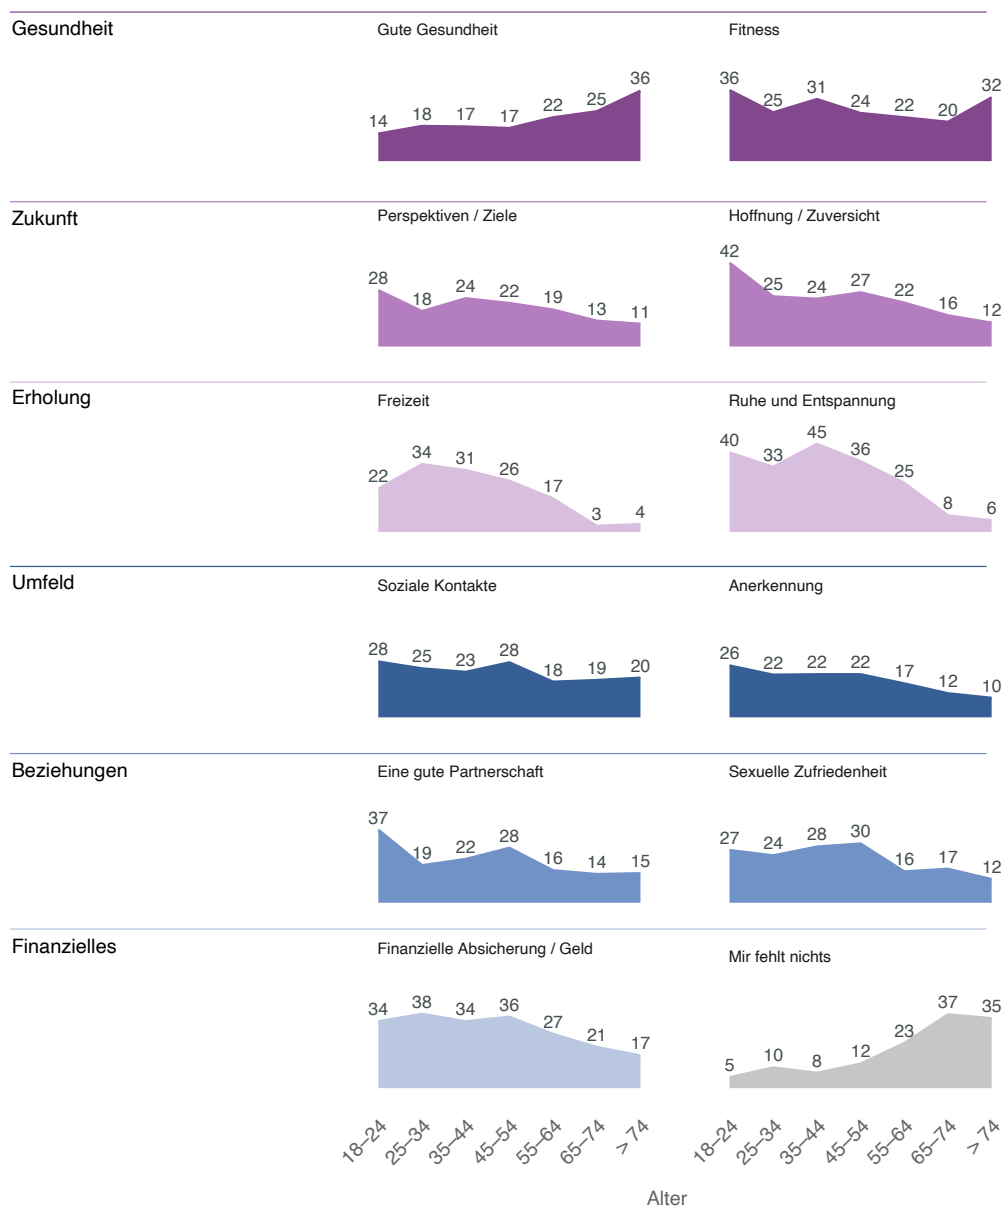 Gesundheit
Gute Gesundheit
Fitness
14 18 17 17 22 25 36
36 25 31 24 22 20 32
Zukunft
Perspektiven / Ziele
Hoffnung / Zuversicht
28 18 24 22 19 13 11
42 25 24 27 22 16 12
Erholung
Freizeit
Ruhe und Entspannung
22 34 31 26 17 3 4
40 33 45 36 25 8 6
Umfeld
Soziale Kontakte
Anerkennung
28 25 23 28 18 19 20
26 22 22 22 17 12 10
Beziehungen
Eine gute Partnerschaft
Sexuelle Zufriedenheit
37 19 22 28 16 14 15
27 24 28 30 16 17 12
Finanzielles
Finanzielle Absicherung / Geld
Mir fehlt nichts
34 38 34 36 27 21 17
5 10 8 12 23 37 35
18–24 25–34 35–44 45–54 55–64 65–74 > 74
18–24 25–34 35–44 45–54 55–64 65–74 > 74
Alter